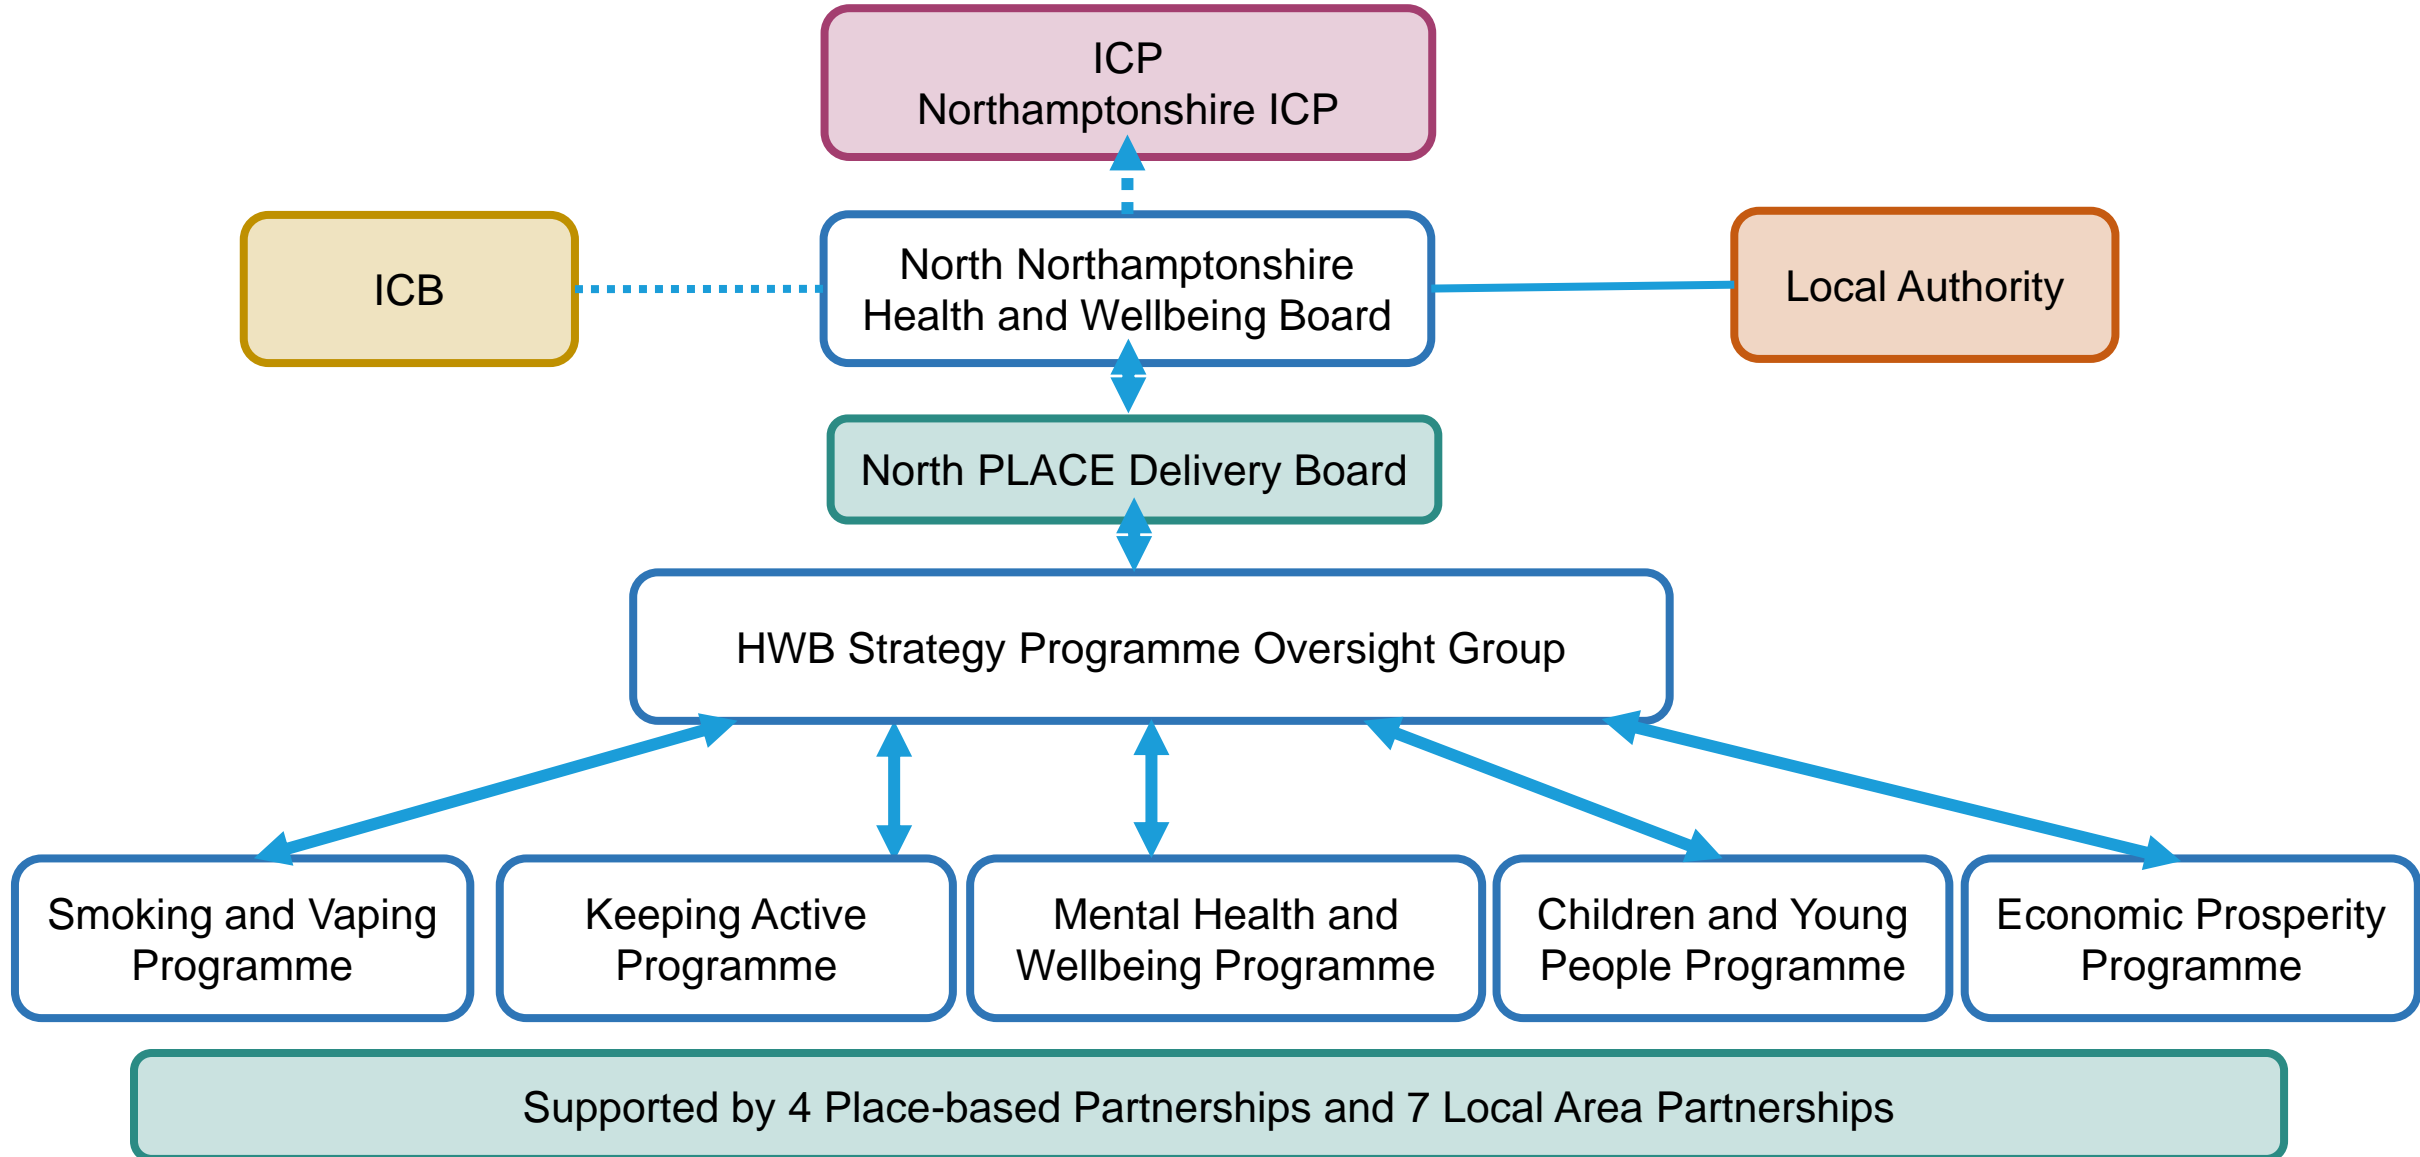 ICP
Northamptonshire ICP
ICB
North Northamptonshire
Health and Wellbeing Board
Local Authority
North PLACE Delivery Board
HWB Strategy Programme Oversight Group
Smoking and Vaping
Programme
Keeping Active
Programme
Mental Health and
Wellbeing Programme
Children and Young
People Programme
Economic Prosperity
Programme
Supported by 4 Place-based Partnerships and 7 Local Area Partnerships